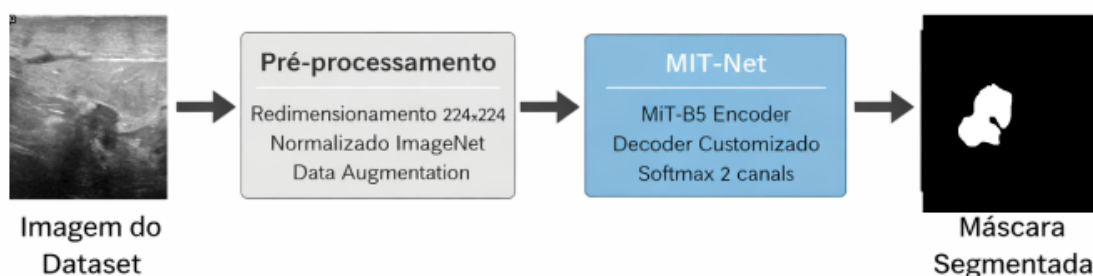 Pré-processamento
Redimensionamento 224x224
Normalizado ImageNet
Data Augmentation
MIT-Net
MiT-B5 Encoder
Decoder Customizado
Softmax 2 canals
Imagem do
Dataset
Máscara
Segmentada